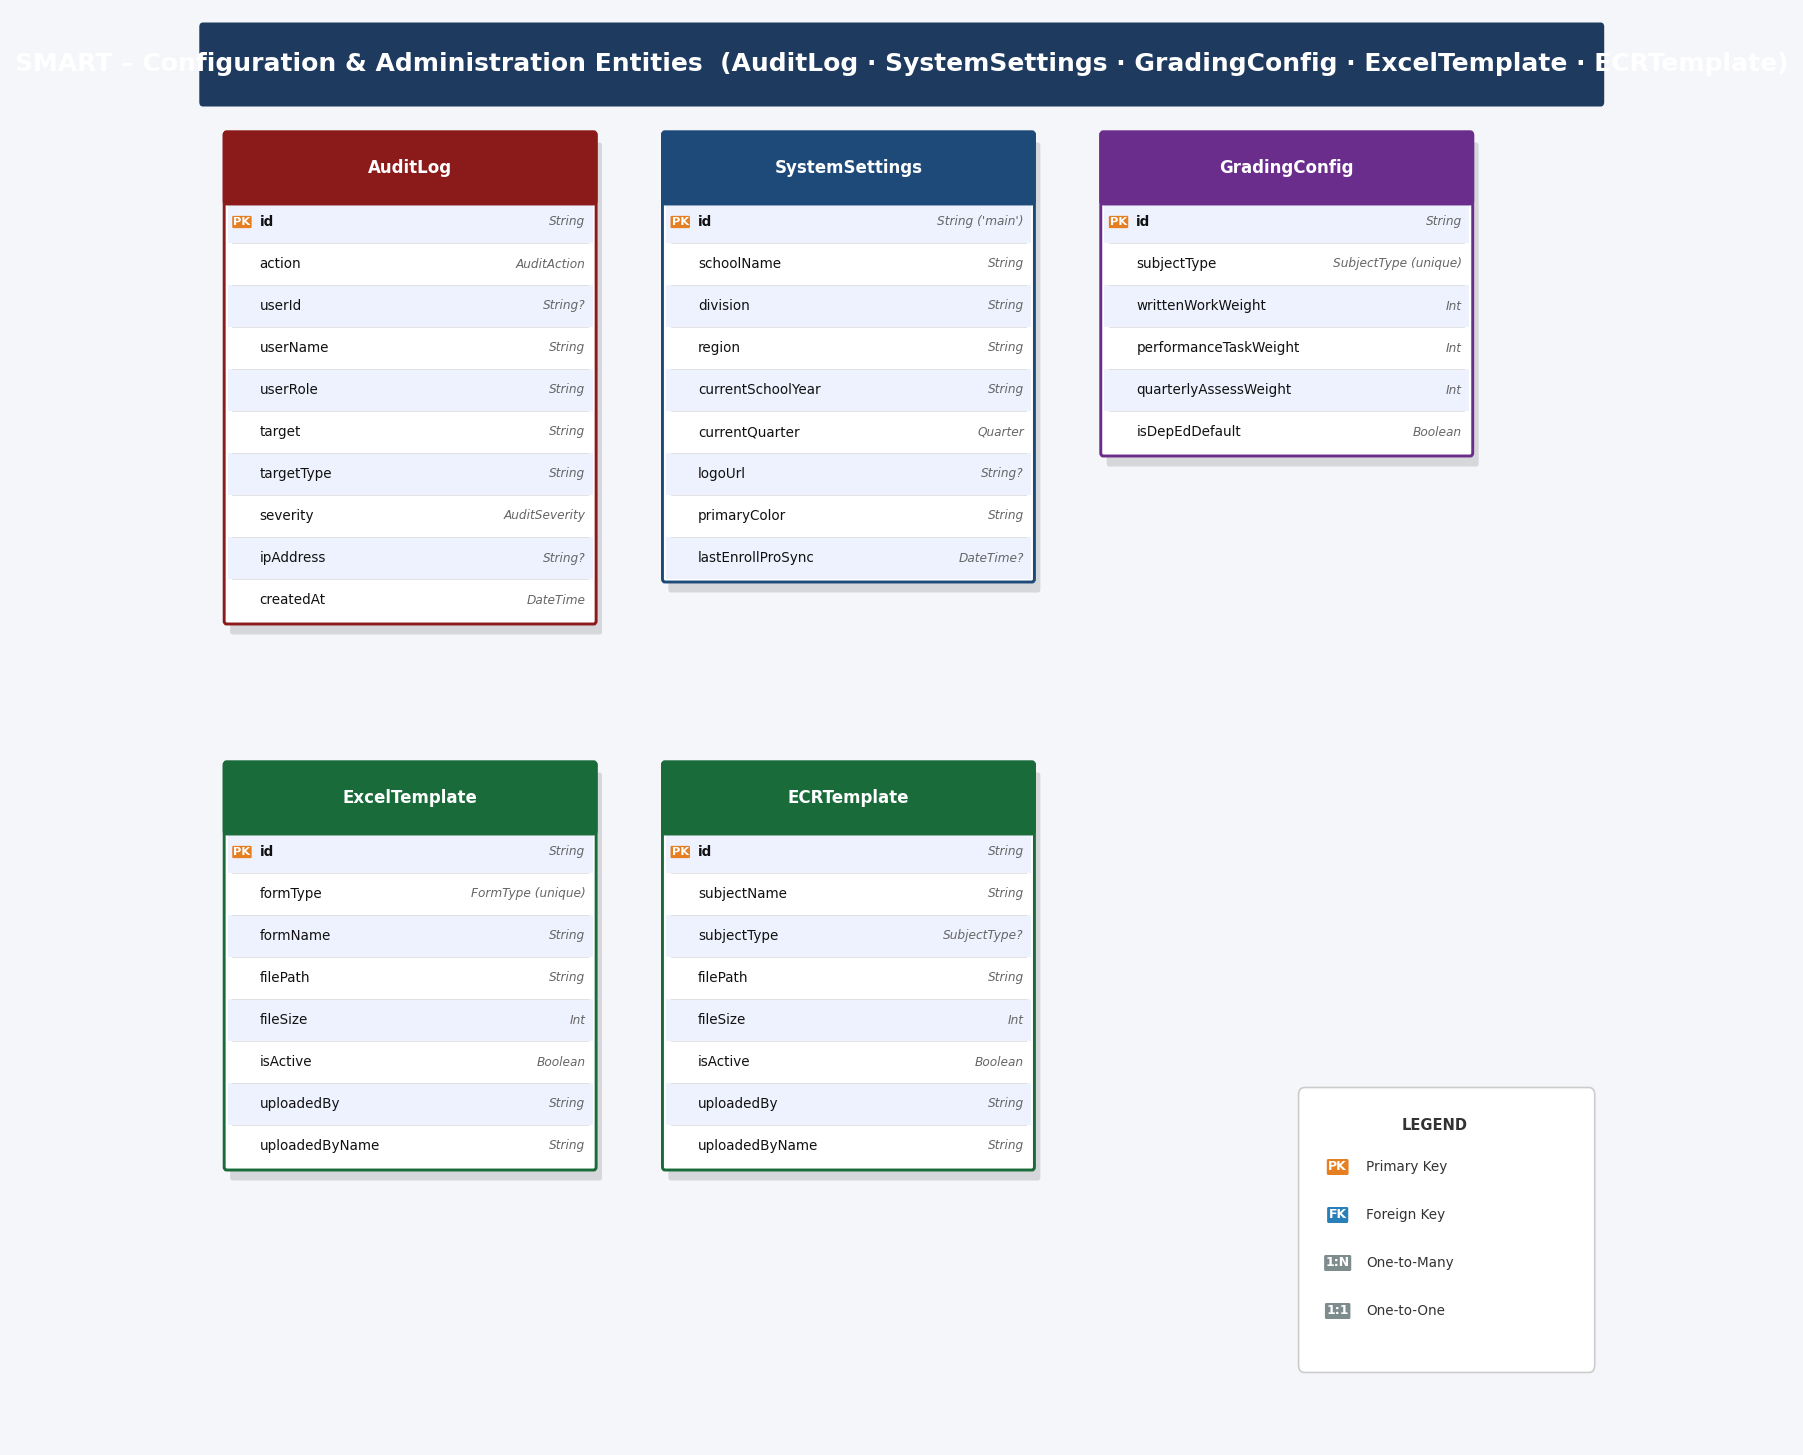 SMART – Configuration & Administration Entities (AuditLog · SystemSettings · GradingConfig · ExcelTemplate · ECRTemplate)
AuditLog
PK id String
action AuditAction
userId String?
userName String
userRole String
target String
targetType String
severity AuditSeverity
ipAddress String?
createdAt DateTime
SystemSettings
PK id String ('main')
schoolName String
division String
region String
currentSchoolYear String
currentQuarter Quarter
logoUrl String?
primaryColor String
lastEnrollProSync DateTime?
GradingConfig
PK id String
subjectType SubjectType (unique)
writtenWorkWeight Int
performanceTaskWeight Int
quarterlyAssessWeight Int
isDepEdDefault Boolean
ExcelTemplate
PK id String
formType FormType (unique)
formName String
filePath String
fileSize Int
isActive Boolean
uploadedBy String
uploadedByName String
ECRTemplate
PK id String
subjectName String
subjectType SubjectType?
filePath String
fileSize Int
isActive Boolean
uploadedBy String
uploadedByName String
LEGEND
PK Primary Key
FK Foreign Key
1:N One-to-Many
1:1 One-to-One